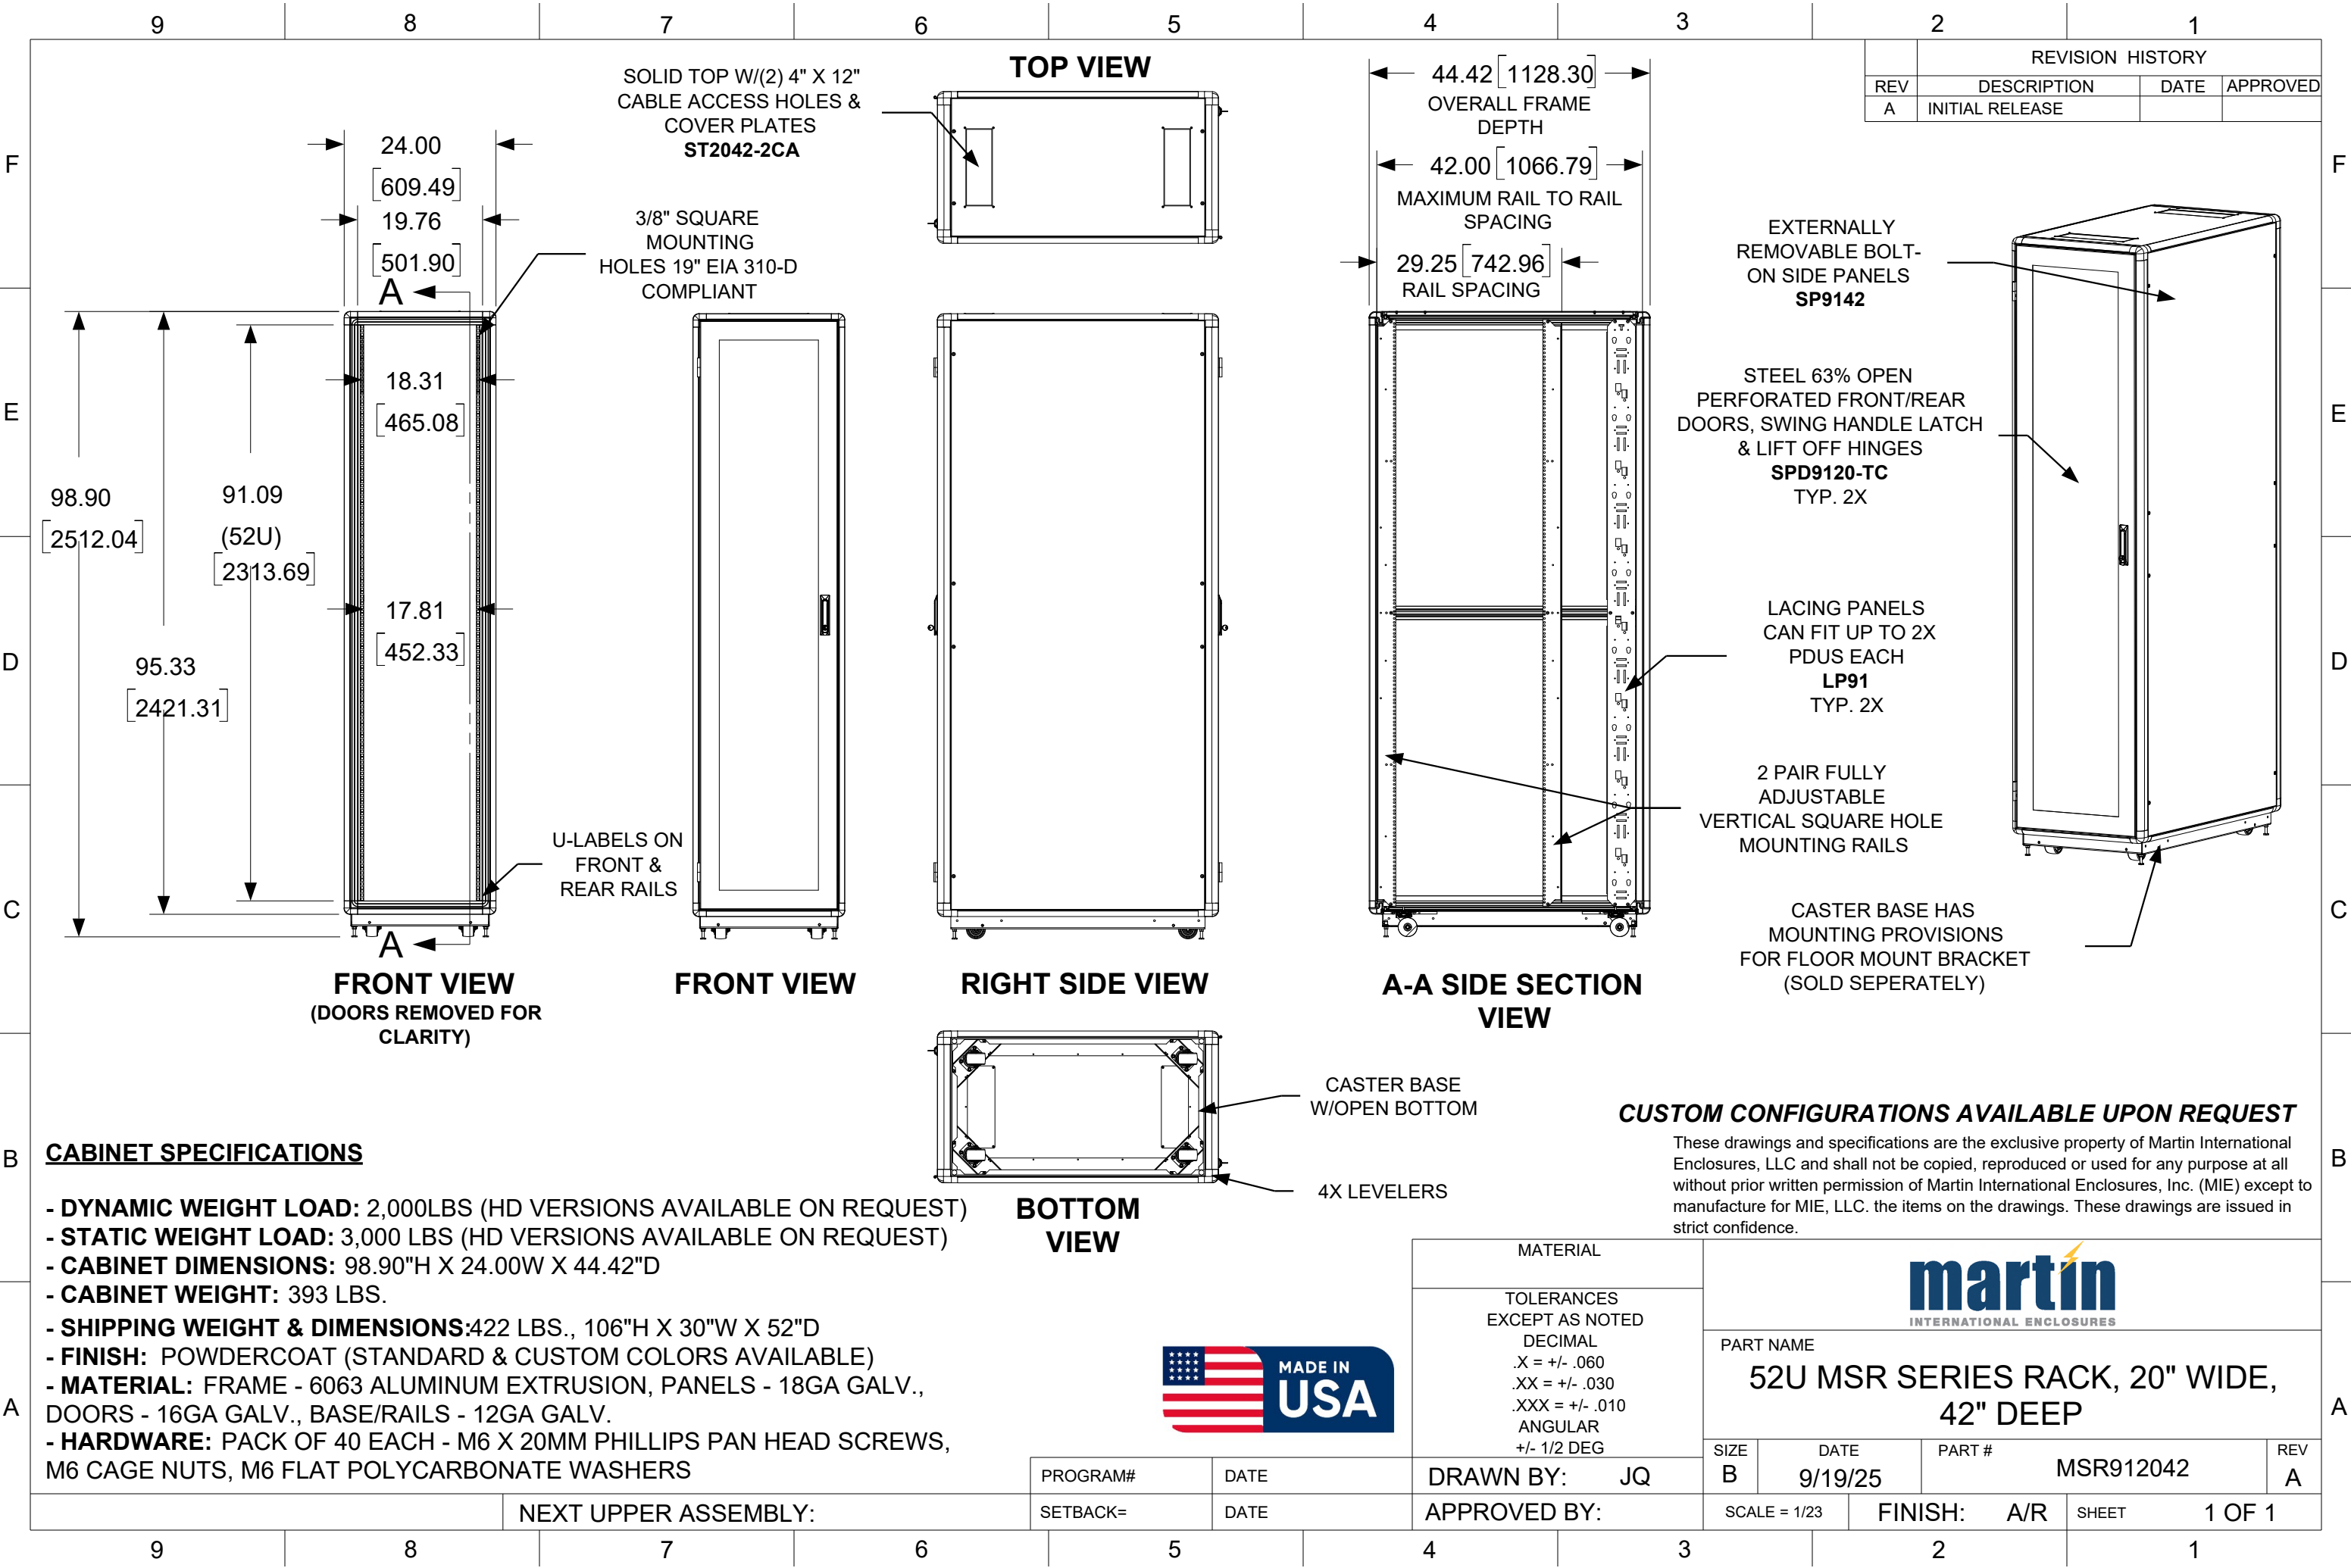 9 8 7 6 5 4 3 2 1
F
E
D
C
B
A
REVISION HISTORY
REV DESCRIPTION DATE APPROVED
A INITIAL RELEASE
TOP VIEW
SOLID TOP W/(2) 4" X 12"
CABLE ACCESS HOLES &
COVER PLATES
ST2042-2CA
44.42 [1128.30]
OVERALL FRAME
DEPTH
42.00 [1066.79]
MAXIMUM RAIL TO RAIL
SPACING
29.25 [742.96]
RAIL SPACING
24.00
[609.49]
19.76
[501.90]
A
3/8" SQUARE
MOUNTING
HOLES 19" EIA 310-D
COMPLIANT
18.31
[465.08]
98.90
[2512.04]
91.09
(52U)
[2313.69]
17.81
[452.33]
95.33
[2421.31]
U-LABELS ON
FRONT &
REAR RAILS
A
FRONT VIEW
(DOORS REMOVED FOR
CLARITY)
FRONT VIEW
RIGHT SIDE VIEW
A-A SIDE SECTION
VIEW
EXTERNALLY
REMOVABLE BOLT-
ON SIDE PANELS
SP9142
STEEL 63% OPEN
PERFORATED FRONT/REAR
DOORS, SWING HANDLE LATCH
& LIFT OFF HINGES
SPD9120-TC
TYP. 2X
LACING PANELS
CAN FIT UP TO 2X
PDUS EACH
LP91
TYP. 2X
2 PAIR FULLY
ADJUSTABLE
VERTICAL SQUARE HOLE
MOUNTING RAILS
CASTER BASE HAS
MOUNTING PROVISIONS
FOR FLOOR MOUNT BRACKET
(SOLD SEPERATELY)
CASTER BASE
W/OPEN BOTTOM
4X LEVELERS
BOTTOM
VIEW
CABINET SPECIFICATIONS
- DYNAMIC WEIGHT LOAD: 2,000LBS (HD VERSIONS AVAILABLE ON REQUEST)
- STATIC WEIGHT LOAD: 3,000 LBS (HD VERSIONS AVAILABLE ON REQUEST)
- CABINET DIMENSIONS: 98.90"H X 24.00W X 44.42"D
- CABINET WEIGHT: 393 LBS.
- SHIPPING WEIGHT & DIMENSIONS:422 LBS., 106"H X 30"W X 52"D
- FINISH: POWDERCOAT (STANDARD & CUSTOM COLORS AVAILABLE)
- MATERIAL: FRAME - 6063 ALUMINUM EXTRUSION, PANELS - 18GA GALV.,
DOORS - 16GA GALV., BASE/RAILS - 12GA GALV.
- HARDWARE: PACK OF 40 EACH - M6 X 20MM PHILLIPS PAN HEAD SCREWS,
M6 CAGE NUTS, M6 FLAT POLYCARBONATE WASHERS
MADE IN
USA
CUSTOM CONFIGURATIONS AVAILABLE UPON REQUEST
These drawings and specifications are the exclusive property of Martin International
Enclosures, LLC and shall not be copied, reproduced or used for any purpose at all
without prior written permission of Martin International Enclosures, Inc. (MIE) except to
manufacture for MIE, LLC. the items on the drawings. These drawings are issued in
strict confidence.
MATERIAL
TOLERANCES
EXCEPT AS NOTED
DECIMAL
.X = +/- .060
.XX = +/- .030
.XXX = +/- .010
ANGULAR
+/- 1/2 DEG
martin
INTERNATIONAL ENCLOSURES
PART NAME
52U MSR SERIES RACK, 20" WIDE,
42" DEEP
SIZE DATE PART # REV
B 9/19/25 MSR912042 A
PROGRAM# DATE DRAWN BY: JQ
NEXT UPPER ASSEMBLY: SETBACK= DATE APPROVED BY: SCALE = 1/23 FINISH: A/R SHEET 1 OF 1
F
E
D
C
B
A
9 8 7 6 5 4 3 2 1